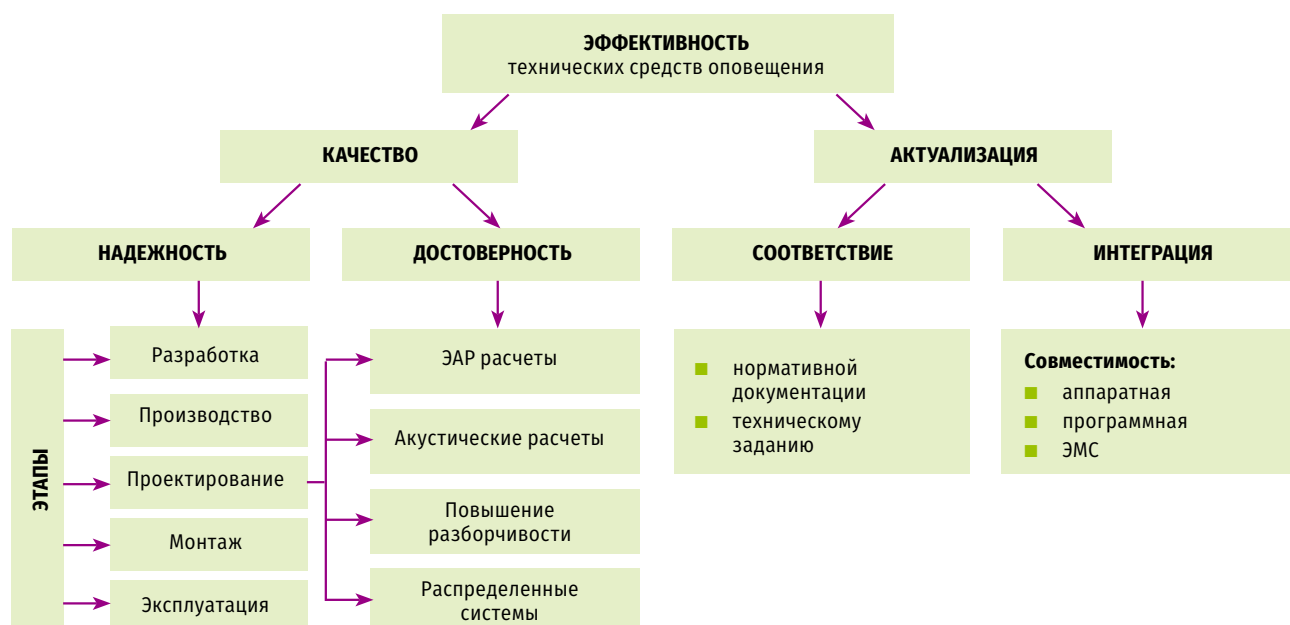 ЭФФЕКТИВНОСТЬ
технических средств оповещения
КАЧЕСТВО
АКТУАЛИЗАЦИЯ
НАДЕЖНОСТЬ
ДОСТОВЕРНОСТЬ
СООТВЕТСТВИЕ
ИНТЕГРАЦИЯ
ЭТАПЫ
Разработка
Производство
Проектирование
Монтаж
Эксплуатация
ЭАР расчеты
Акустические расчеты
Повышение
разборчивости
Распределенные
системы
нормативной
документации
техническому
заданию
Совместимость:
аппаратная
программная
ЭМС